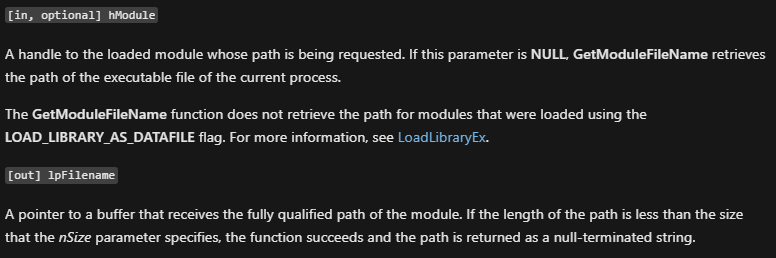 [in, optional] hModule
A handle to the loaded module whose path is being requested. If this parameter is NULL, GetModuleFileName retrieves
the path of the executable file of the current process.
The GetModuleFileName function does not retrieve the path for modules that were loaded using the
LOAD_LIBRARY_AS_DATAFILE flag. For more information, see LoadLibraryEx.
[out] lpFilename
A pointer to a buffer that receives the fully qualified path of the module. If the length of the path is less than the size
that the nSize parameter specifies, the function succeeds and the path is returned as a null-terminated string.